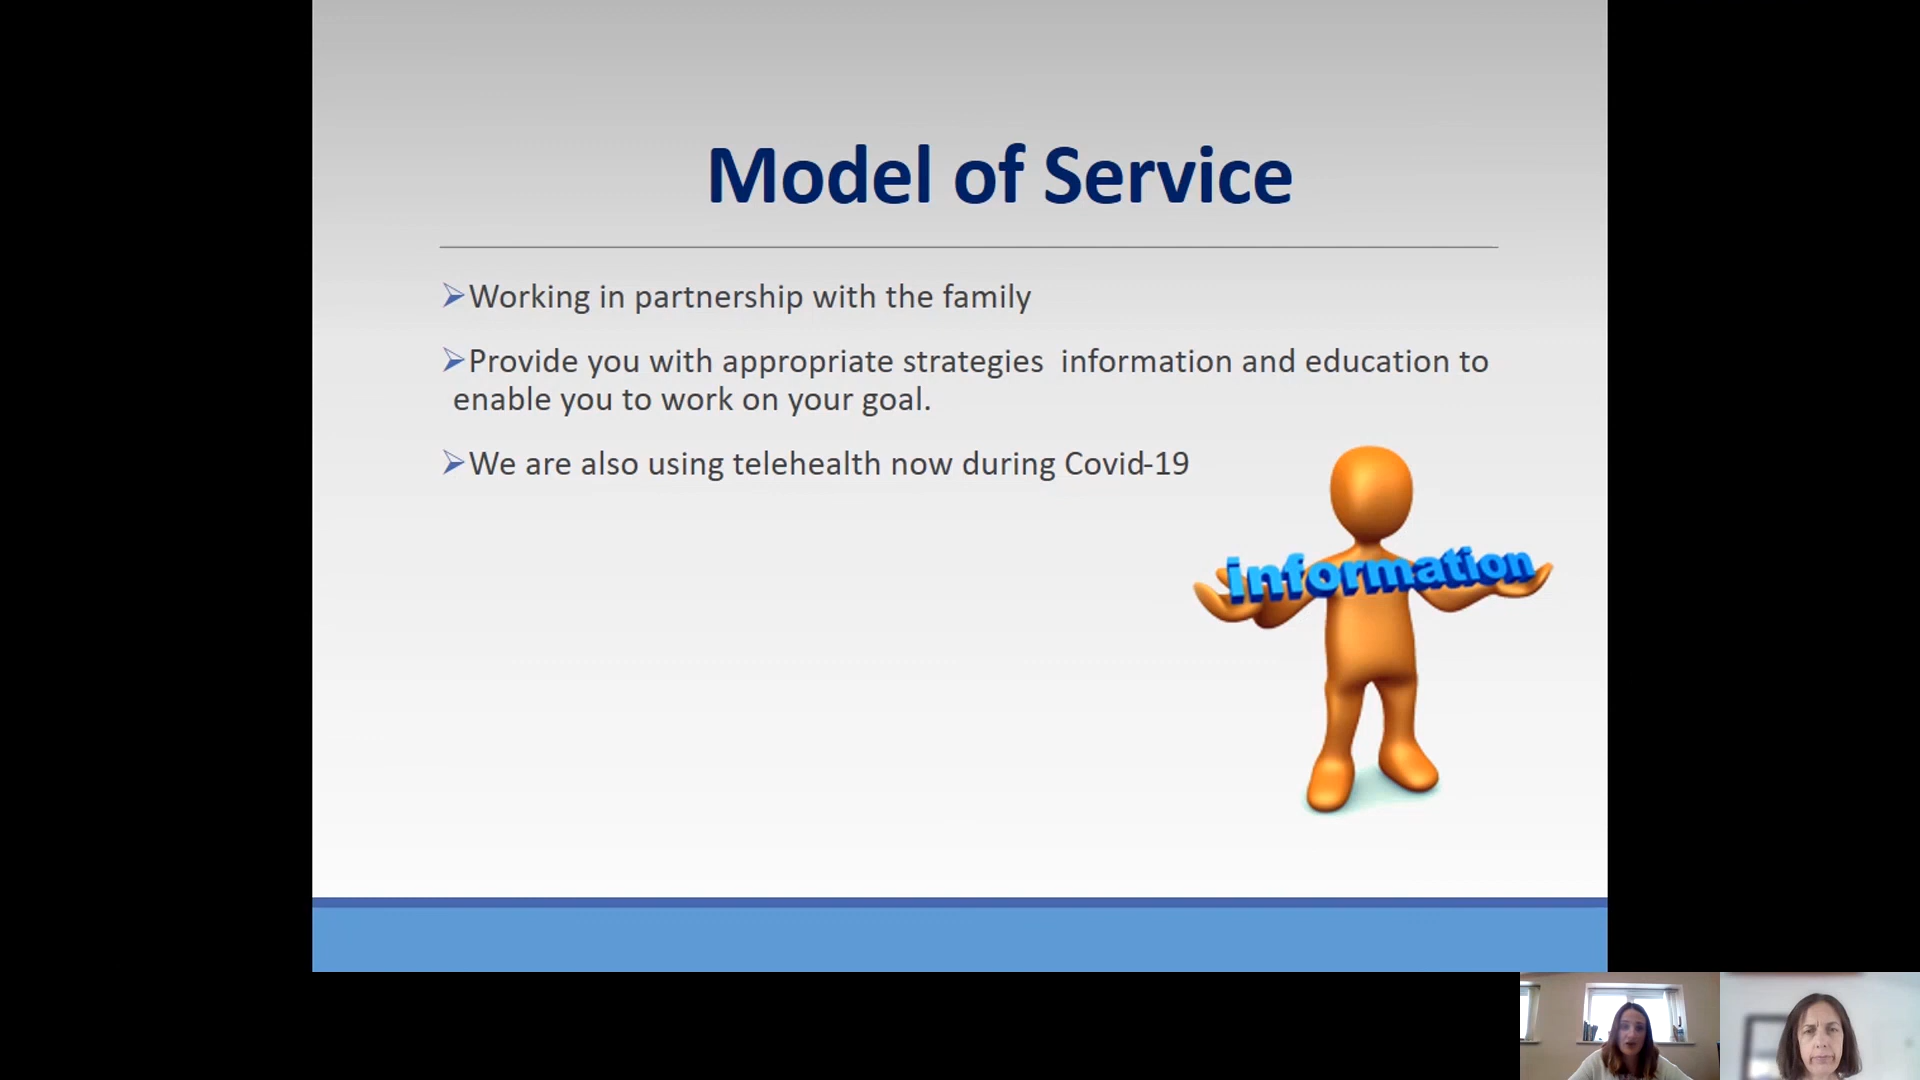 Model of Service
Working in partnership with the family
Provide you with appropriate strategies  information and education to
enable you to work on your goal.
We are also using telehealth now during Covid-19
information